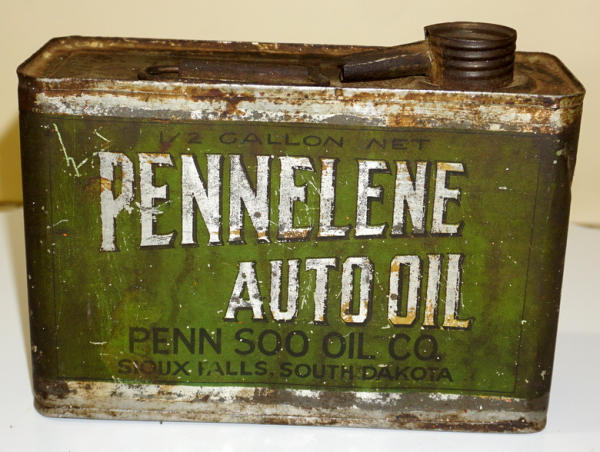 1/2 GALLON NET
PENNELENE
AUTO OIL
PENN SOO OIL CO.
SIOUX FALLS, SOUTH DAKOTA